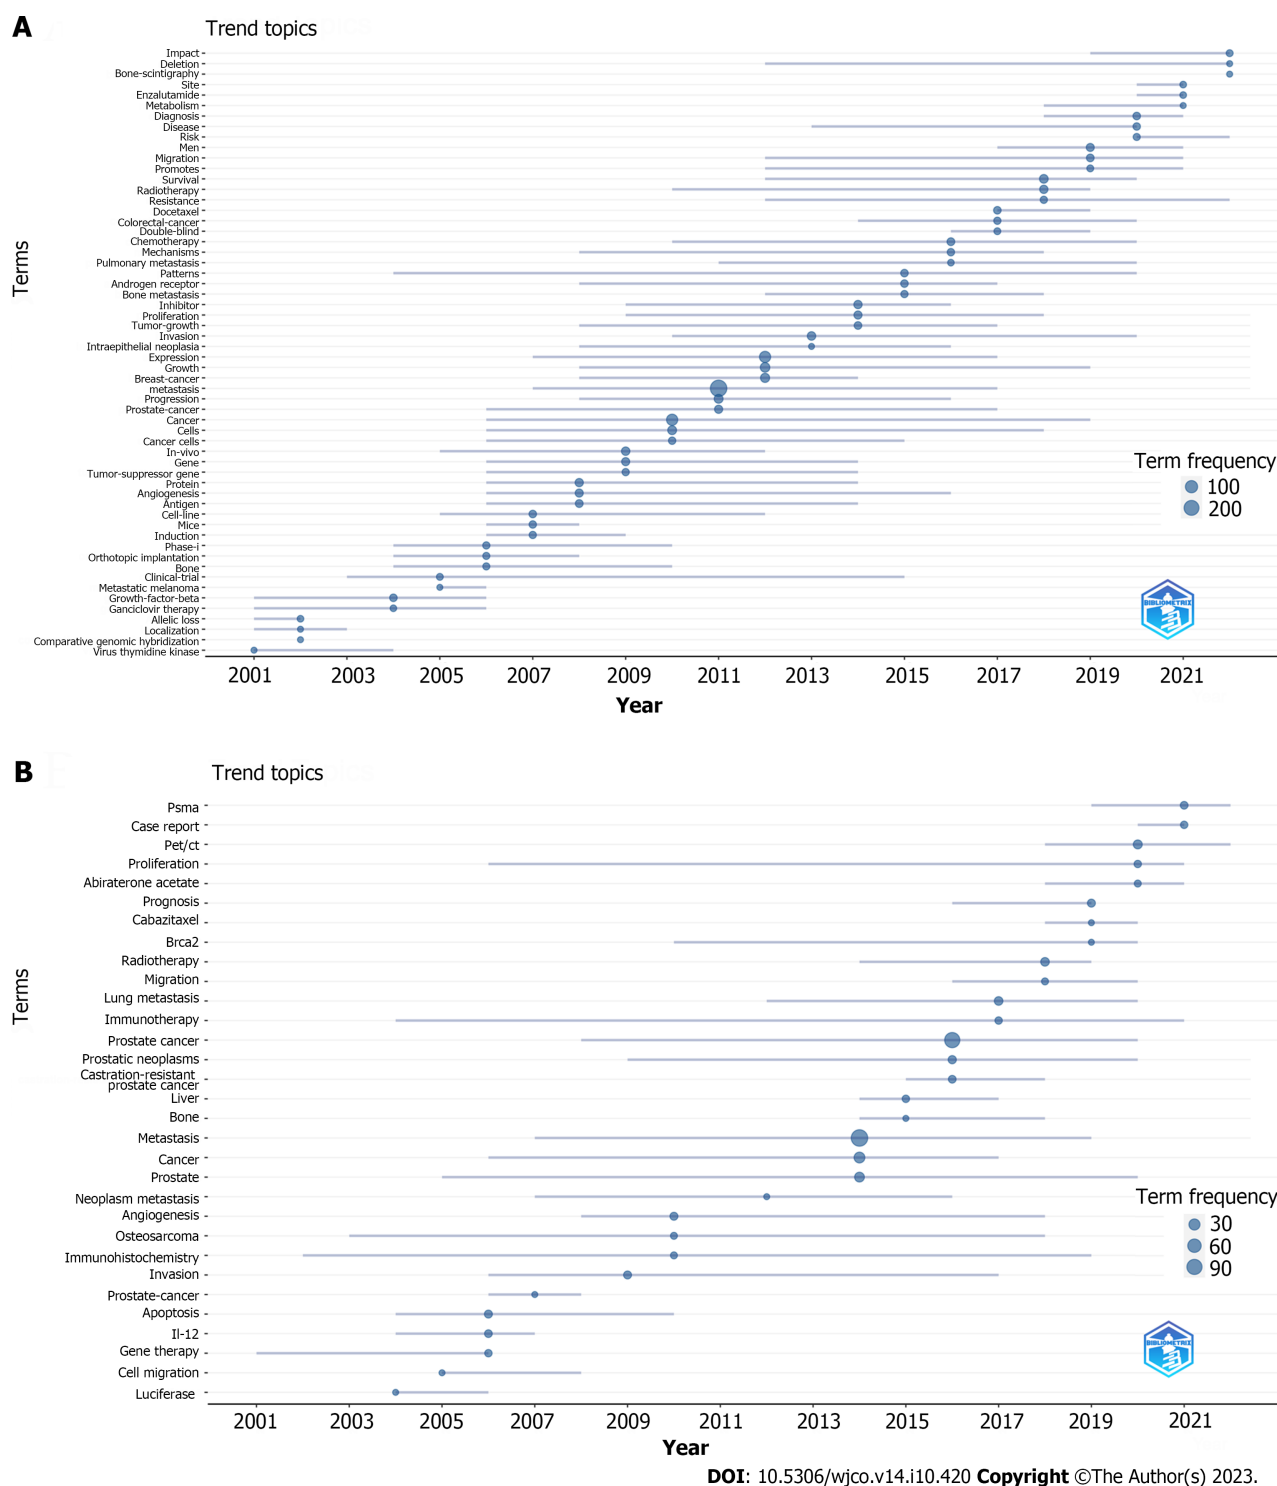 A
Trend topics
Impact
Deletion
Bone-scintigraphy
Site
Enzalutamide
Metabolism
Diagnosis
Disease
Risk
Men
Migration
Promotes
Survival
Radiotherapy
Resistance
Docetaxel
Colorectal-cancer
Double-blind
Chemotherapy
Mechanisms
Pulmonary metastasis
Patterns
Androgen receptor
Bone metastasis
Inhibitor
Proliferation
Tumor-growth
Invasion
Intraepithelial neoplasia
Expression
Growth
Breast-cancer
metastasis
Progression
Prostate-cancer
Cancer
Cells
Cancer cells
In-vivo
Gene
Tumor-suppressor gene
Protein
Angiogenesis
Antigen
Cell-line
Mice
Induction
Phase-i
Orthotopic implantation
Bone
Clinical-trial
Metastatic melanoma
Growth-factor-beta
Ganciclovir therapy
Allelic loss
Localization
Comparative genomic hybridization
Virus thymidine kinase
Terms
Term frequency
100
200
BIBLIOMETRIX
2001 2003 2005 2007 2009 2011 2013 2015 2017 2019 2021
Year
B
Trend topics
Psma
Case report
Pet/ct
Proliferation
Abiraterone acetate
Prognosis
Cabazitaxel
Brca2
Radiotherapy
Migration
Lung metastasis
Immunotherapy
Prostate cancer
Prostatic neoplasms
Castration-resistant
prostate cancer
Liver
Bone
Metastasis
Cancer
Prostate
Neoplasm metastasis
Angiogenesis
Osteosarcoma
Immunohistochemistry
Invasion
Prostate-cancer
Apoptosis
Il-12
Gene therapy
Cell migration
Luciferase
Terms
Term frequency
30
60
90
BIBLIOMETRIX
2001 2003 2005 2007 2009 2011 2013 2015 2017 2019 2021
Year
DOI: 10.5306/wjco.v14.i10.420 Copyright ©The Author(s) 2023.